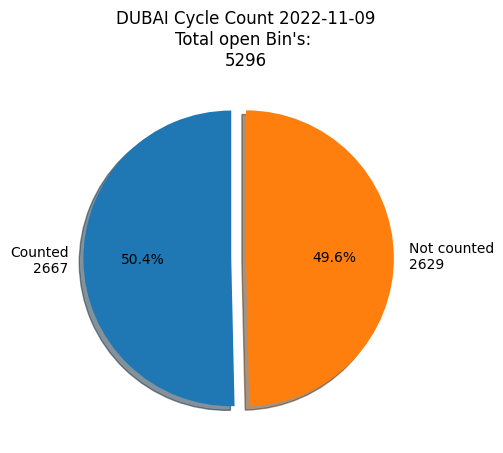 DUBAI Cycle Count 2022-11-09
Total open Bin's:
5296
Counted
2667
50.4%
49.6%
Not counted
2629